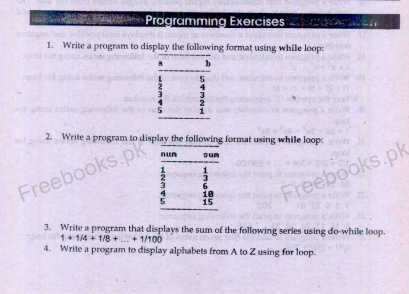 Programming Exercises
1. Write a program to display the following format using while loop:
a b
1 5
2 4
3 3
4 2
5 1
2. Write a program to display the following format using while loop:
num sum
1 1
2 3
3 6
4 10
5 15
Freebooks.pk
Freebooks.pk
3. Write a program that displays the sum of the following series using do-while loop.
1 + 1/4 + 1/8 + ... + 1/100
4. Write a program to display alphabets from A to Z using for loop.